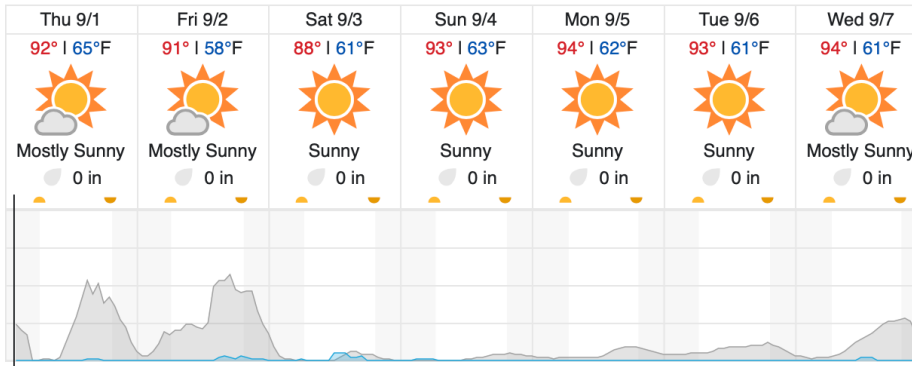 Thu 9/1 Fri 9/2 Sat 9/3 Sun 9/4 Mon 9/5 Tue 9/6 Wed 9/7
92° | 65°F 91° | 58°F 88° | 61°F 93° | 63°F 94° | 62°F 93° | 61°F 94° | 61°F
Mostly Sunny Mostly Sunny Sunny Sunny Sunny Sunny Mostly Sunny
0 in 0 in 0 in 0 in 0 in 0 in 0 in